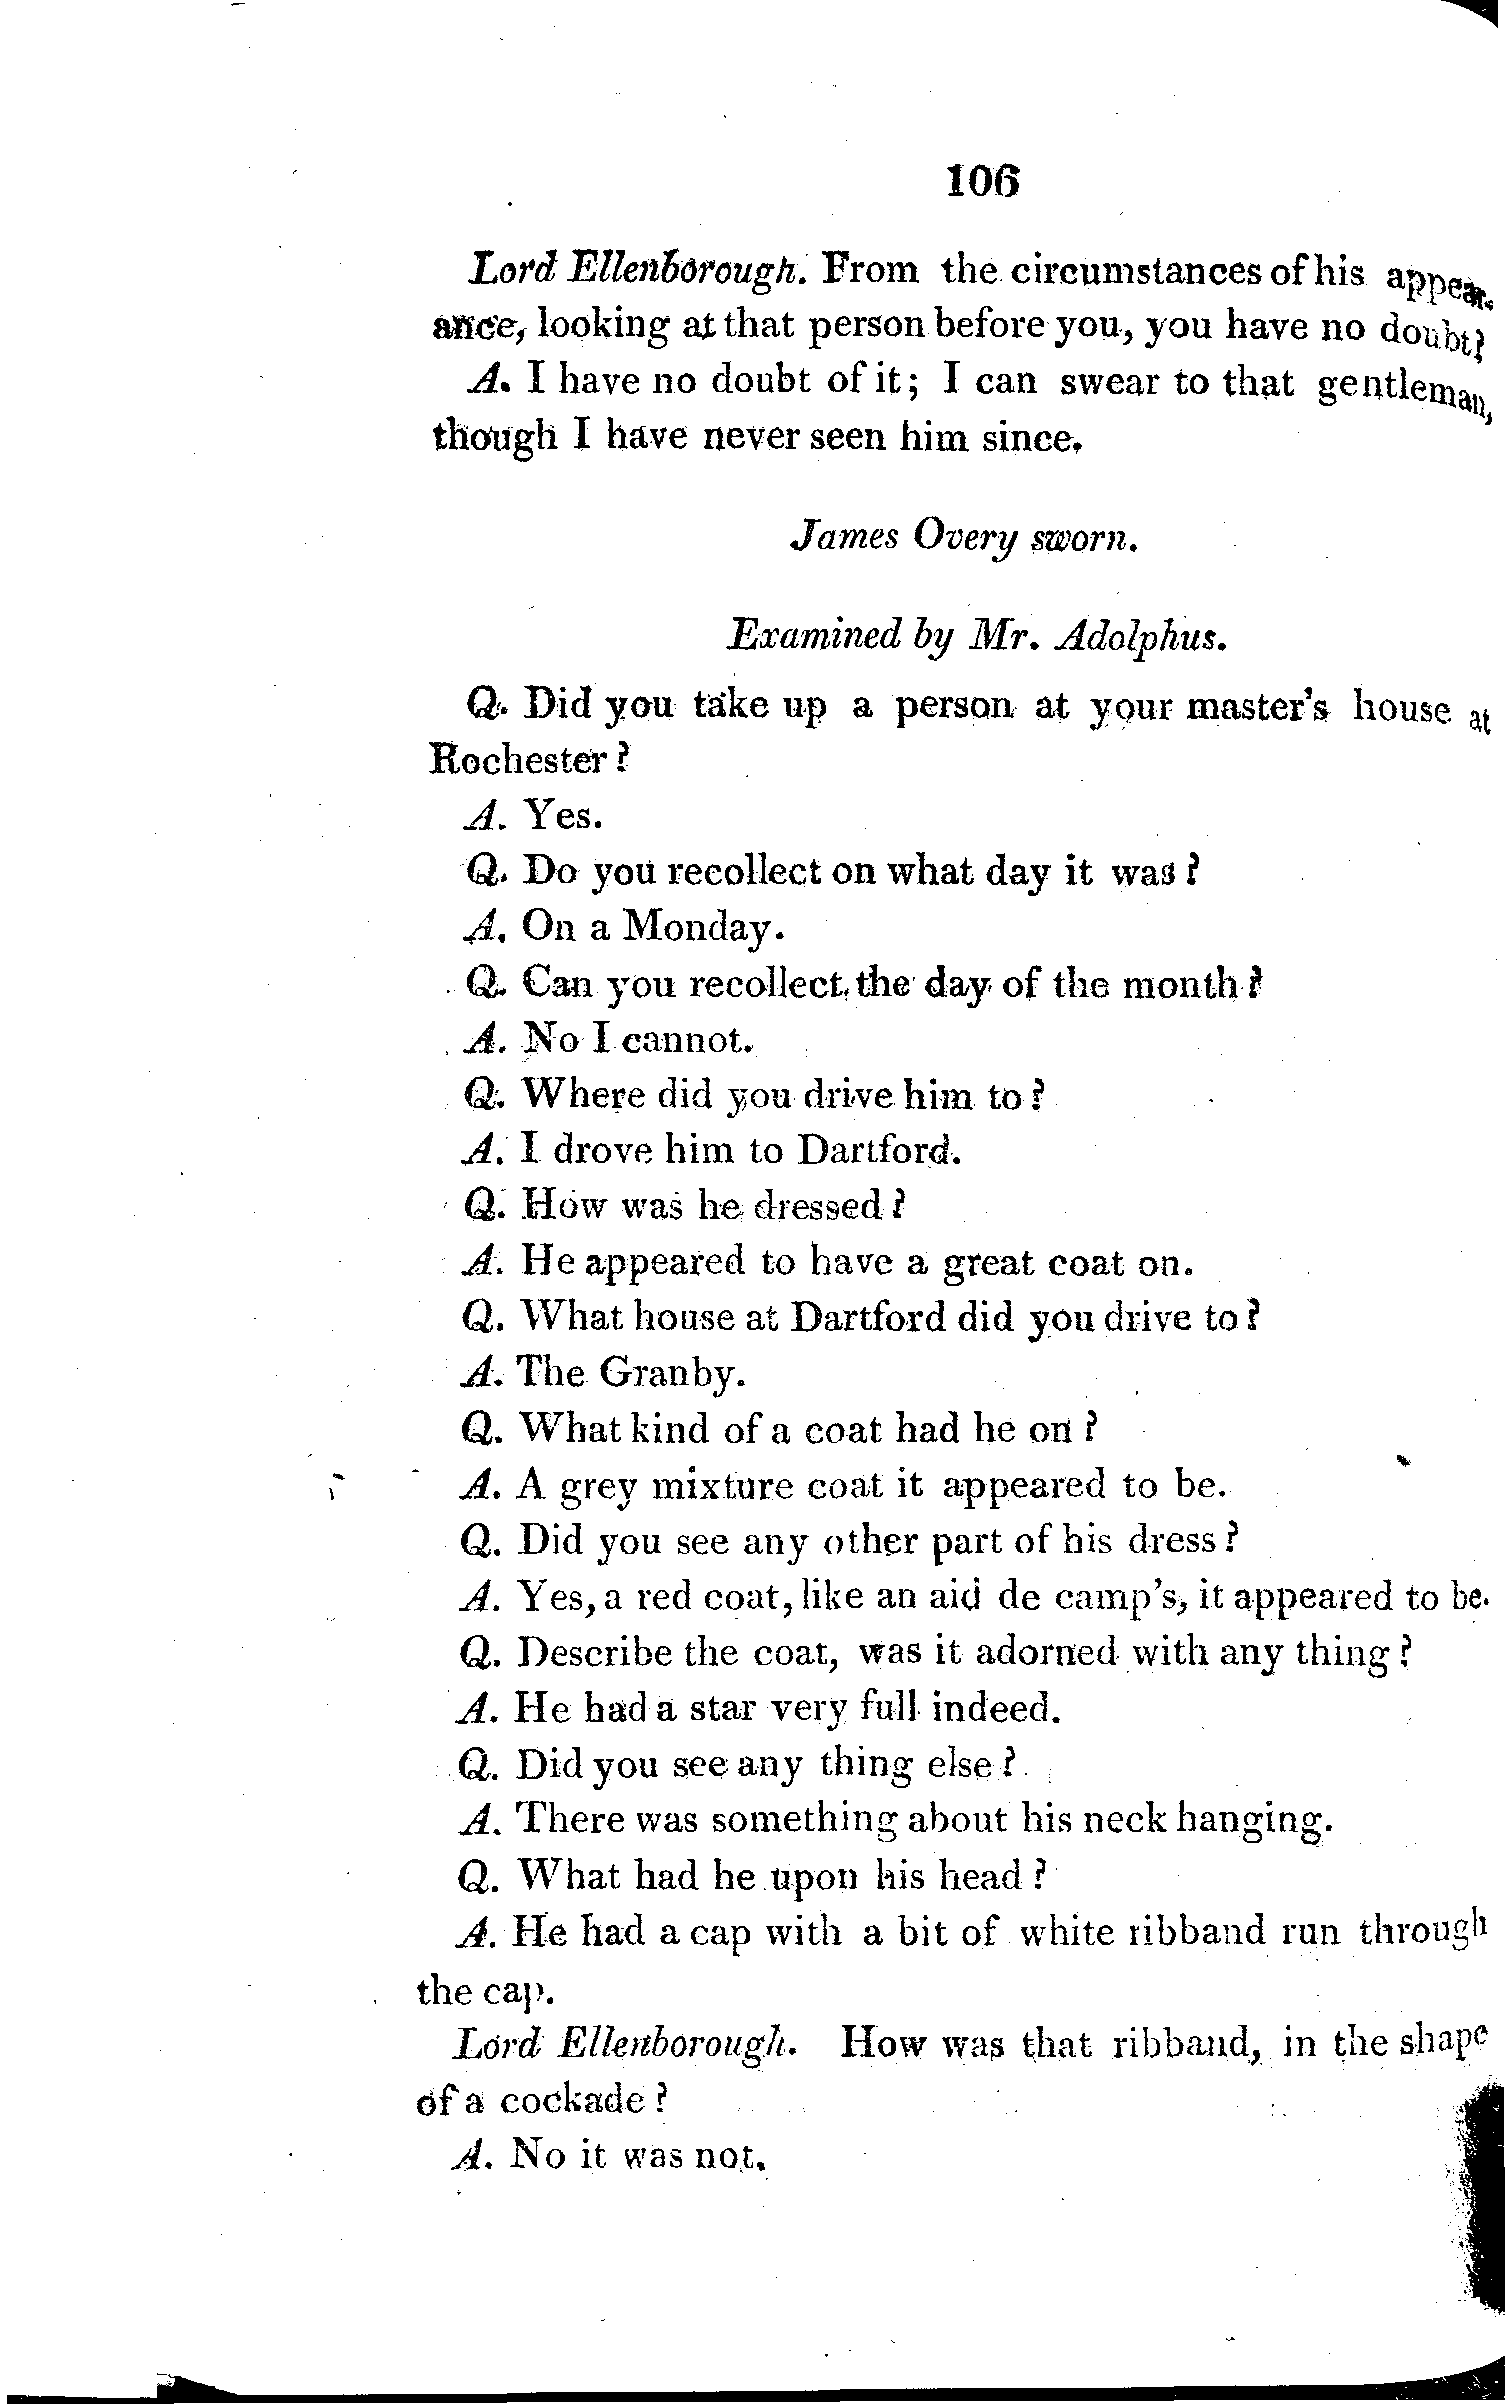 106
Lord Ellenborough. From the circumstances of his appear-
ance, looking at that person before you, you have no doubt?
A. I have no doubt of it; I can swear to that gentleman,
though I have never seen him since.
James Overy sworn.
Examined by Mr. Adolphus.
Q. Did you take up a person at your master's house at
Rochester?
A. Yes.
Q. Do you recollect on what day it was?
A. On a Monday.
Q. Can you recollect the day of the month?
A. No I cannot.
Q. Where did you drive him to?
A. I drove him to Dartford.
Q. How was he dressed?
A. He appeared to have a great coat on.
Q. What house at Dartford did you drive to?
A. The Granby.
Q. What kind of a coat had he on?
A. A grey mixture coat it appeared to be.
Q. Did you see any other part of his dress?
A. Yes, a red coat, like an aid de camp's, it appeared to be.
Q. Describe the coat, was it adorned with any thing?
A. He had a star very full indeed.
Q. Did you see any thing else?
A. There was something about his neck hanging.
Q. What had he upon his head?
A. He had a cap with a bit of white ribband run through
the cap.
Lord Ellenborough. How was that ribband, in the shape
of a cockade?
A. No it was not.